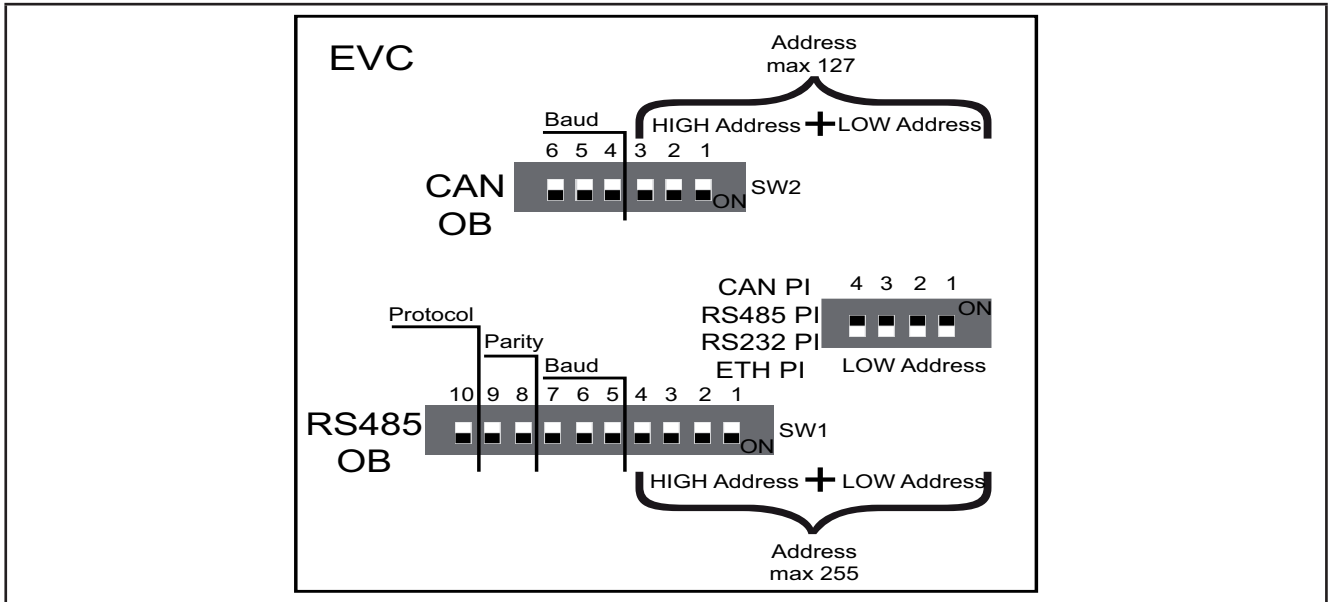 EVC
Address
max 127
HIGH Address + LOW Address
Baud
6 5 4 3 2 1
CAN
OB
ON
SW2
CAN PI
RS485 PI
RS232 PI
ETH PI
4 3 2 1
ON
LOW Address
Protocol
Parity
Baud
10 9 8 7 6 5 4 3 2 1
RS485
OB
ON
SW1
HIGH Address + LOW Address
Address
max 255